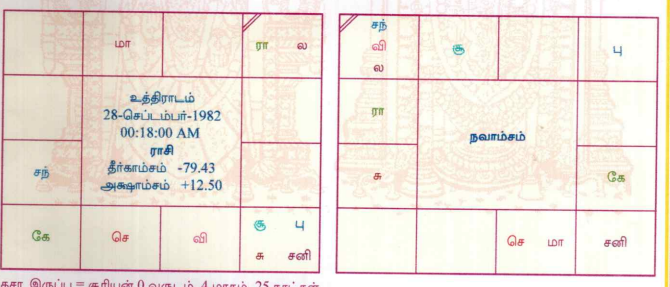 மா
ரா ல
உத்திராடம்
28-செப்டம்பர்-1982
00:18:00 AM
ராசி
தீர்காம்சம் -79.43
அக்ஷாம்சம் +12.50
சந்
கே
செ
வி
சூ பு
சு சனி
சந்
வி
ல
சூ
பு
ரா
நவாம்சம்
சு
கே
செ மா
சனி
தசா இருப்பு = சூரியன் 0 வருடம், 4 மாதம், 25 நாட்கள்